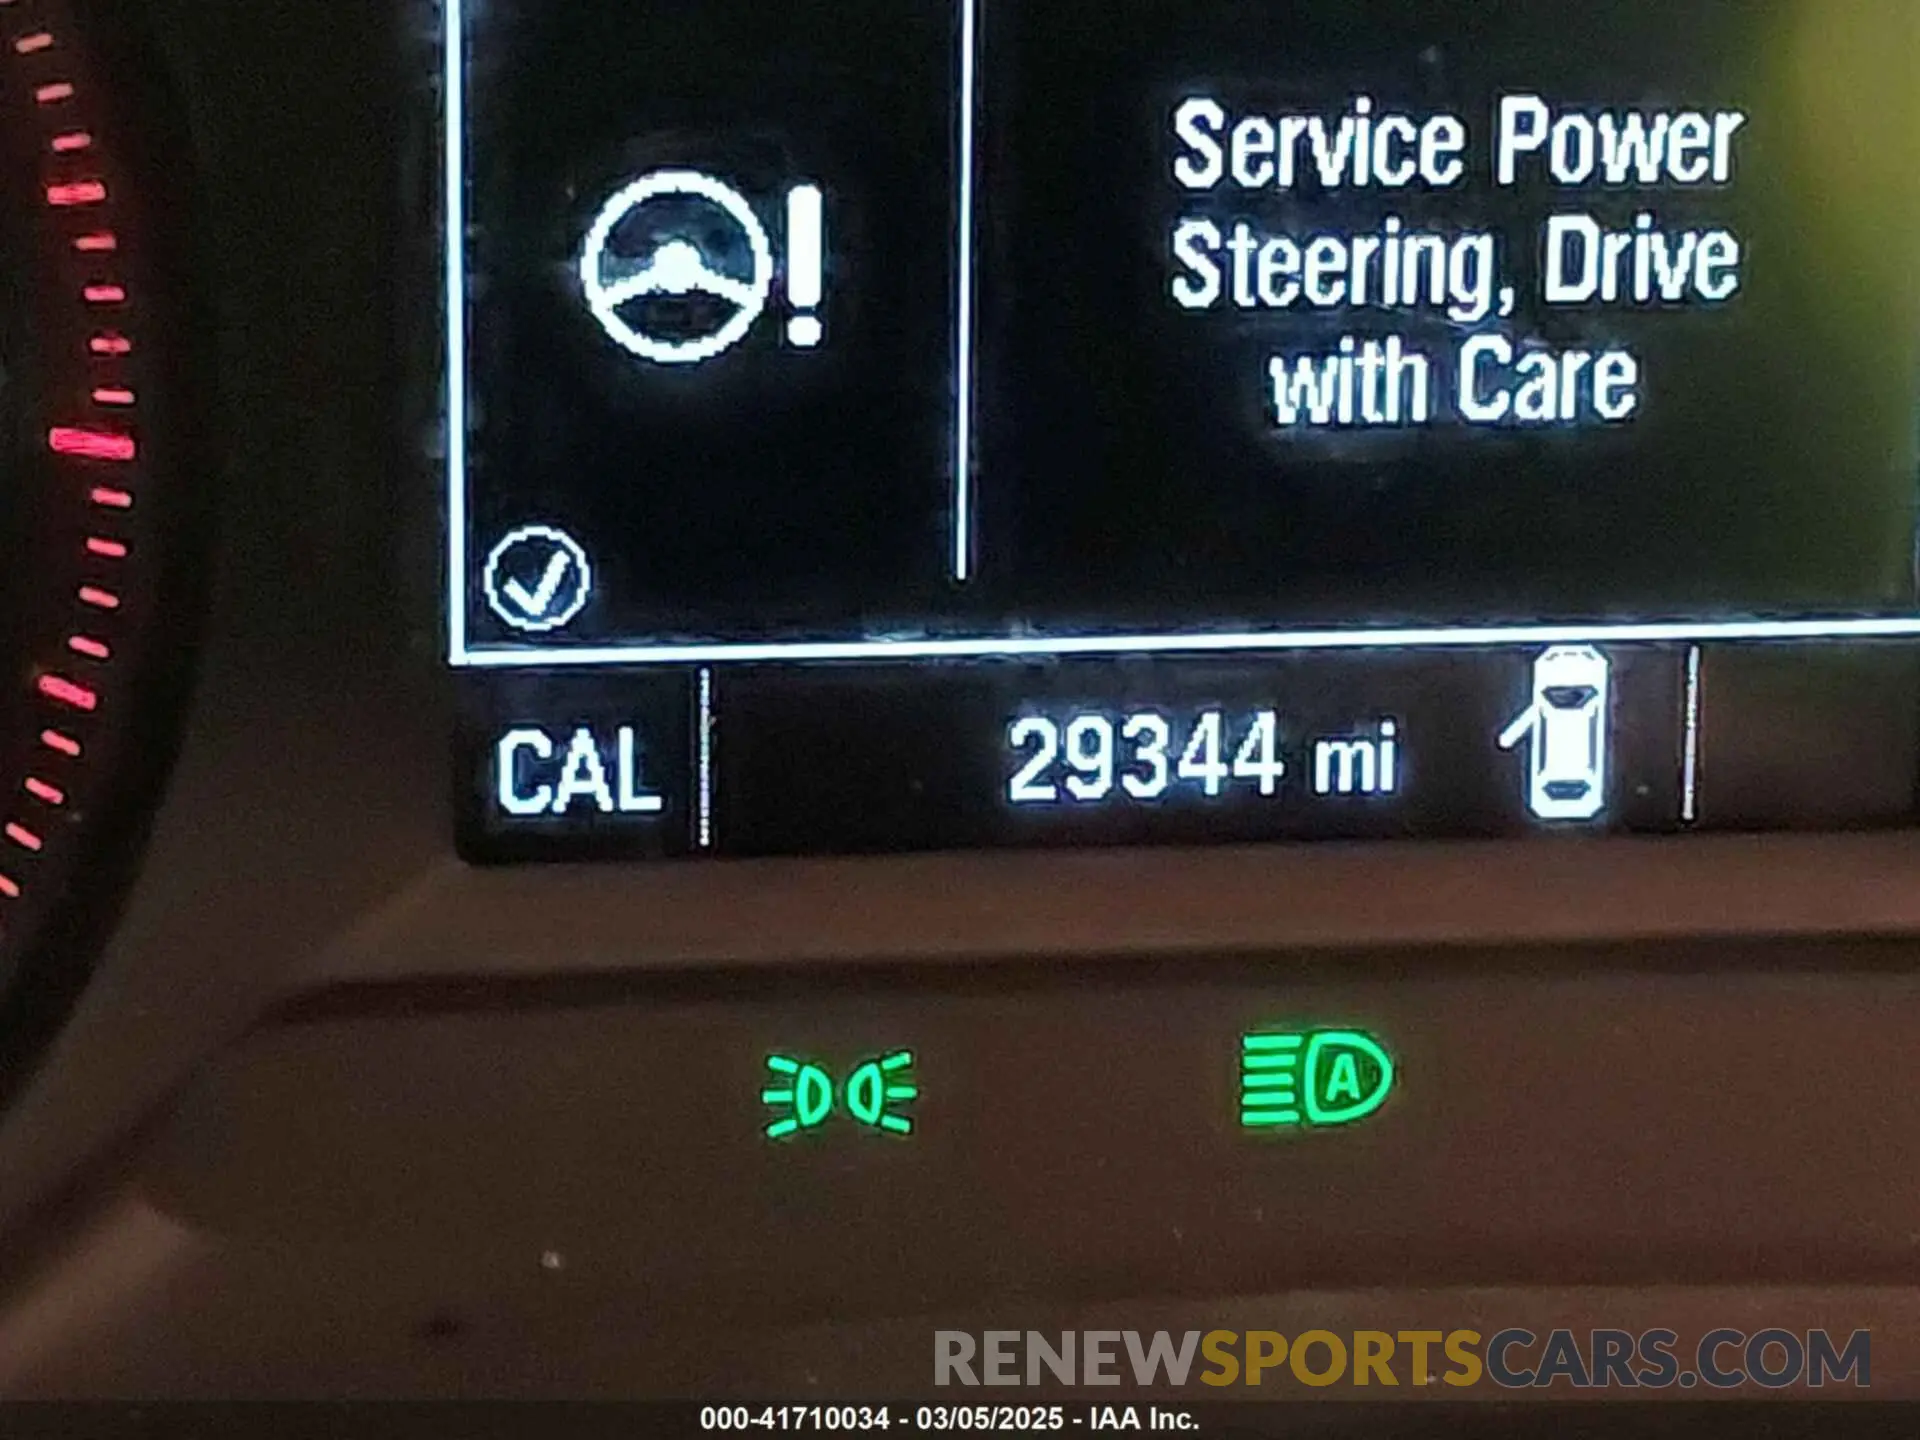 Service Power
Steering, Drive
with Care
CAL
29344 mi
A
RENEWSPORTSCARS.COM
000-41710034 - 03/05/2025 - IAA Inc.